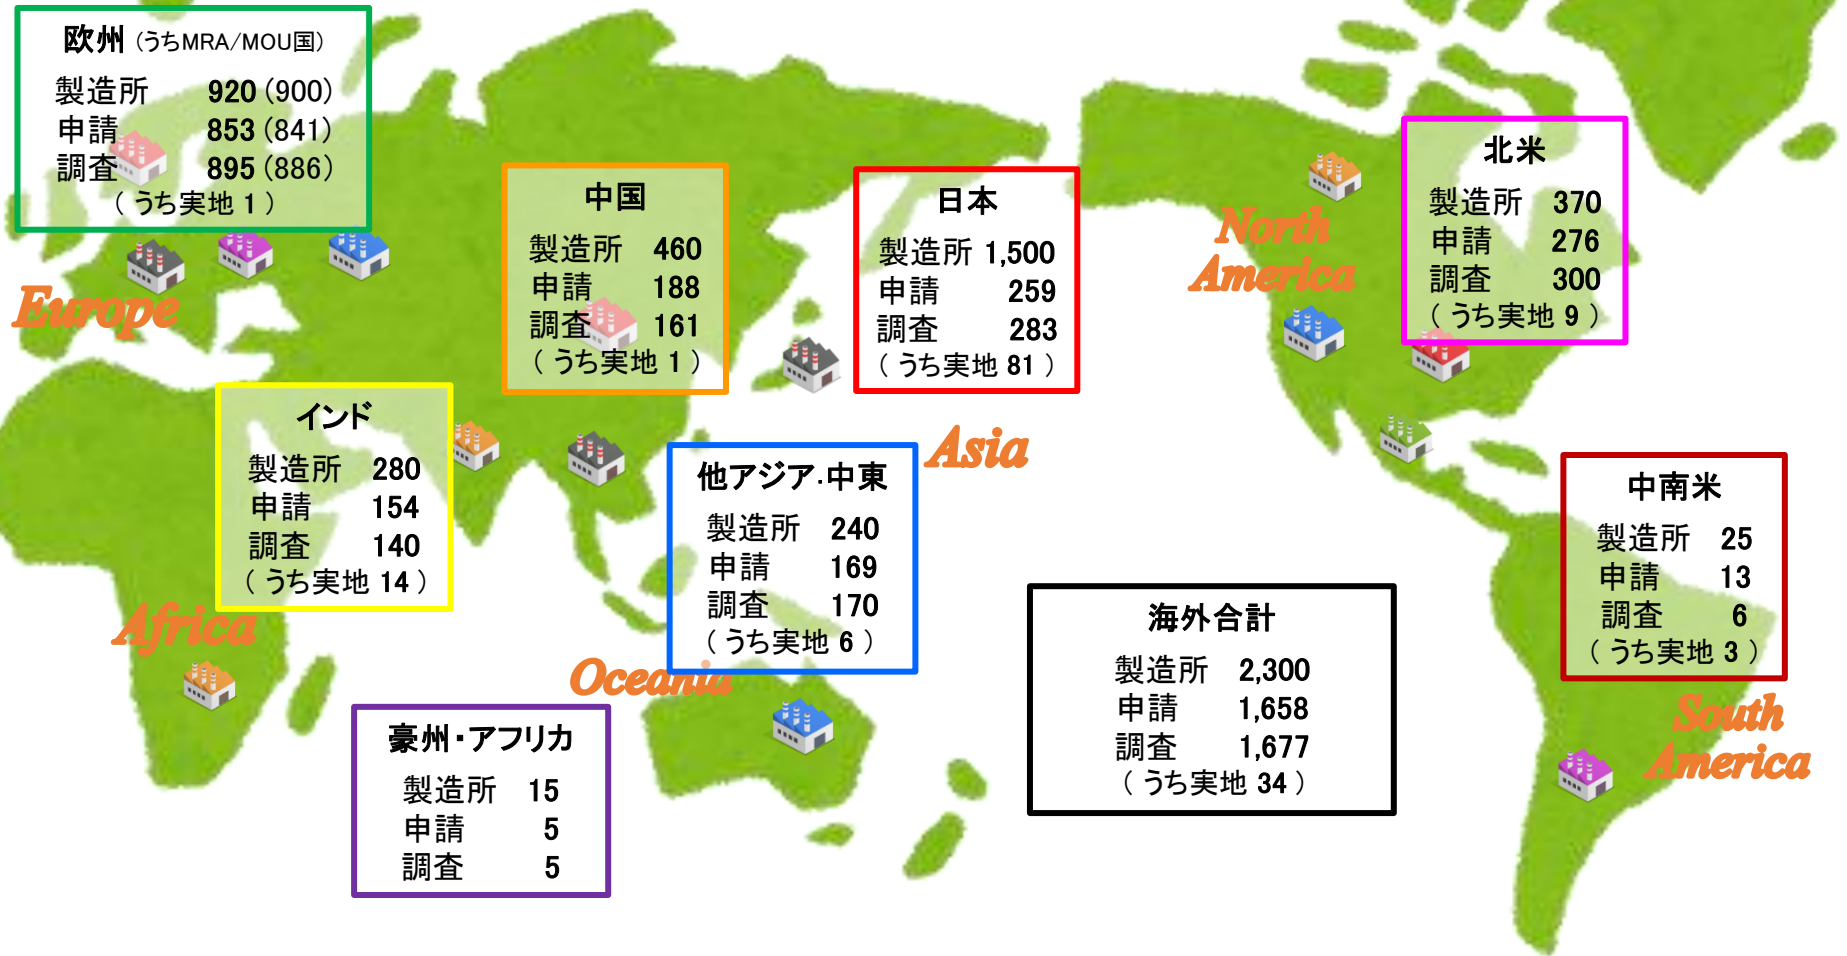 欧州 (うちMRA/MOU国)
製造所 920 (900)
申請 853 (841)
調査 895 (886)
( うち実地 1 )
Europe
中国
製造所 460
申請 188
調査 161
( うち実地 1 )
日本
製造所 1,500
申請 259
調査 283
( うち実地 81 )
Asia
North
America
北米
製造所 370
申請 276
調査 300
( うち実地 9 )
インド
製造所 280
申請 154
調査 140
( うち実地 14 )
Africa
他アジア・中東
製造所 240
申請 169
調査 170
( うち実地 6 )
Oceania
中南米
製造所 25
申請 13
調査 6
( うち実地 3 )
South
America
海外合計
製造所 2,300
申請 1,658
調査 1,677
( うち実地 34 )
豪州・アフリカ
製造所 15
申請 5
調査 5